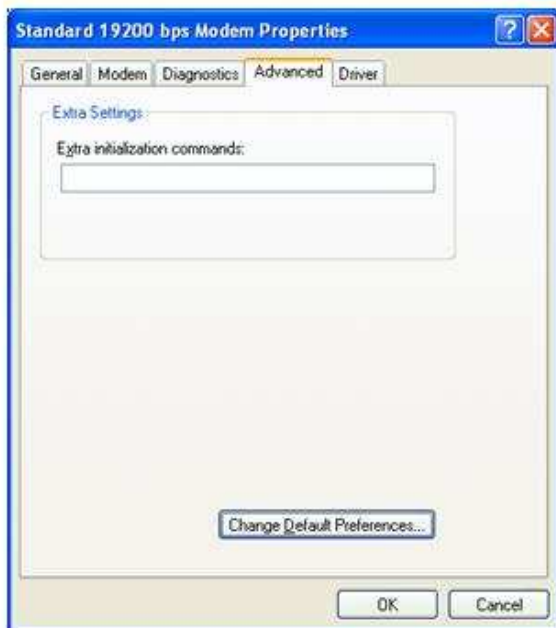 Standard 19200 bps Modem Properties
General Modem Diagnostics Advanced Driver
Extra Settings
Extra initialization commands:
Change Default Preferences...
OK Cancel